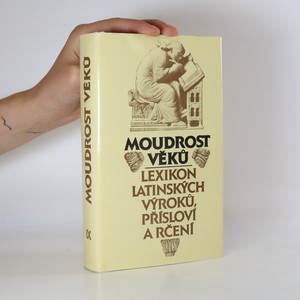 MOUDROST VĚKŮ
MOUDROST
VĚKŮ
LEXIKON
LATINSKÝCH
VÝROKŮ,
PŘÍSLOVÍ
A RČENÍ